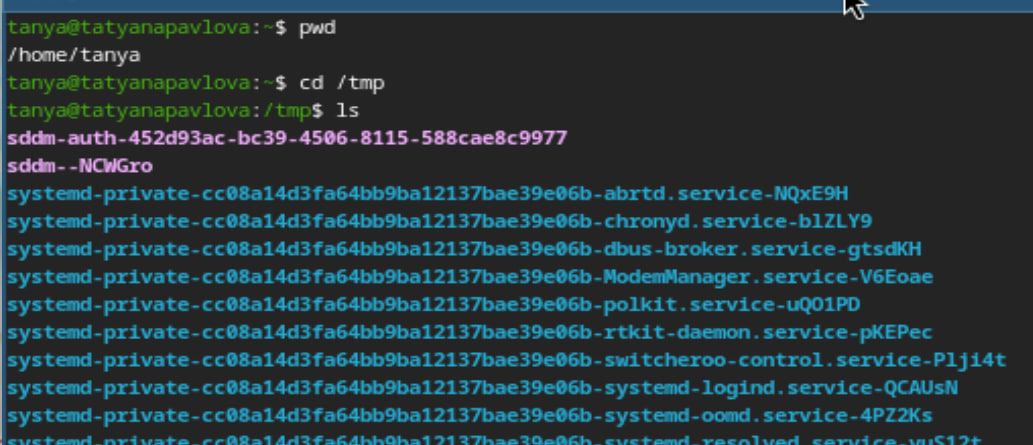 tanya@tatyanapavlova:~$ pwd
/home/tanya
tanya@tatyanapavlova:~$ cd /tmp
tanya@tatyanapavlova:/tmp$ ls
sddm-auth-452d93ac-bc39-4506-8115-588cae8c9977
sddm--NCWGro
systemd-private-cc08a14d3fa64bb9ba12137bae39e06b-abrtd.service-NQxE9H
systemd-private-cc08a14d3fa64bb9ba12137bae39e06b-chronyd.service-blZLY9
systemd-private-cc08a14d3fa64bb9ba12137bae39e06b-dbus-broker.service-gtsdKH
systemd-private-cc08a14d3fa64bb9ba12137bae39e06b-ModemManager.service-V6Eoae
systemd-private-cc08a14d3fa64bb9ba12137bae39e06b-polkit.service-uQO1PD
systemd-private-cc08a14d3fa64bb9ba12137bae39e06b-rtkit-daemon.service-pKEPec
systemd-private-cc08a14d3fa64bb9ba12137bae39e06b-switcheroo-control.service-Plji4t
systemd-private-cc08a14d3fa64bb9ba12137bae39e06b-systemd-logind.service-QCAUsN
systemd-private-cc08a14d3fa64bb9ba12137bae39e06b-systemd-oomd.service-4PZ2Ks